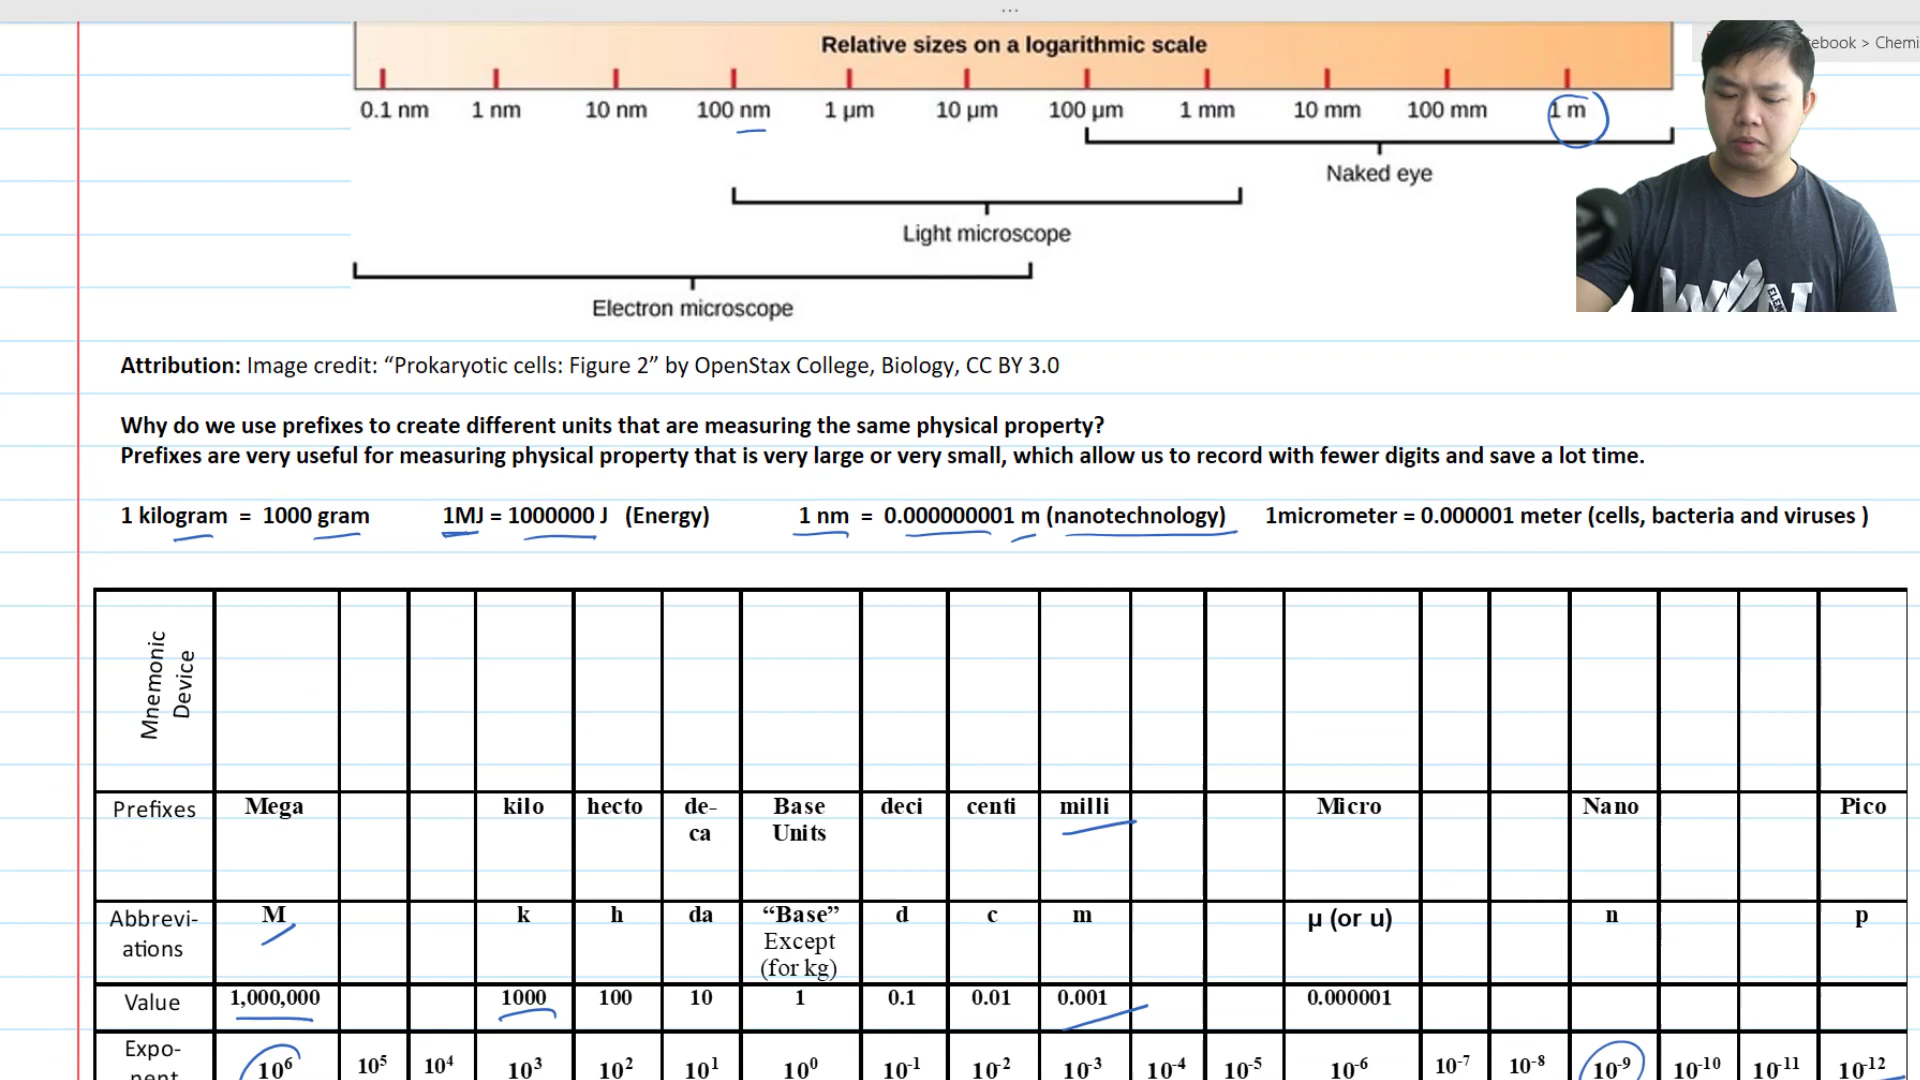 ...
Relative sizes on a logarithmic scale
ebook > Chemi
0.1 nm 1 nm 10 nm 100 nm 1 µm 10 µm 100 µm 1 mm 10 mm 100 mm 1 m
Naked eye
Light microscope
Electron microscope
WIN
ELEM
Attribution: Image credit: “Prokaryotic cells: Figure 2” by OpenStax College, Biology, CC BY 3.0
Why do we use prefixes to create different units that are measuring the same physical property?
Prefixes are very useful for measuring physical property that is very large or very small, which allow us to record with fewer digits and save a lot time.
1 kilogram = 1000 gram 1MJ = 1000000 J (Energy) 1 nm = 0.000000001 m (nanotechnology) 1micrometer = 0.000001 meter (cells, bacteria and viruses )
Mnemonic
Device
Prefixes Mega kilo hecto de- Base deci centi milli Micro Nano Pico
ca Units
Abbrevi- M k h da “Base” d c m µ (or u) n p
ations Except
(for kg)
Value 1,000,000 1000 100 10 1 0.1 0.01 0.001 0.000001
Expo- 10⁶ 10⁵ 10⁴ 10³ 10² 10¹ 10⁰ 10⁻¹ 10⁻² 10⁻³ 10⁻⁴ 10⁻⁵ 10⁻⁶ 10⁻⁷ 10⁻⁸ 10⁻⁹ 10⁻¹⁰ 10⁻¹¹ 10⁻¹²
nent